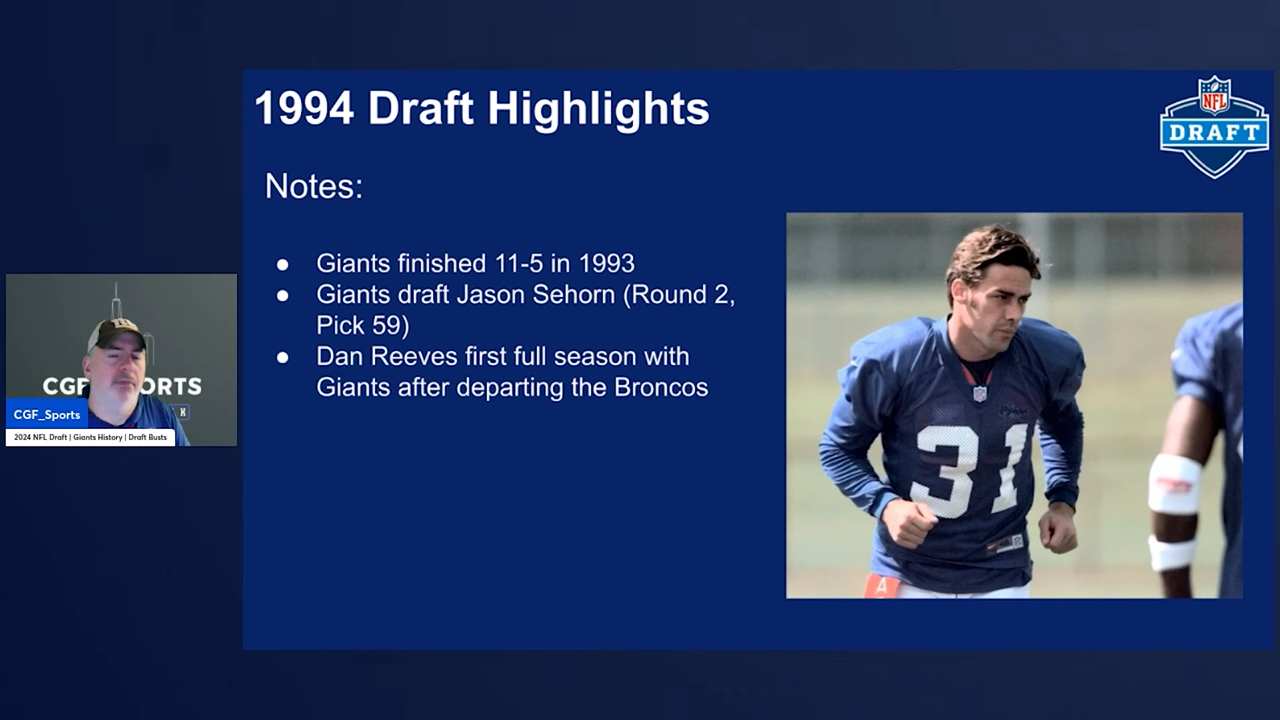 1994 Draft Highlights
NFL
DRAFT
Notes:
● Giants finished 11-5 in 1993
● Giants draft Jason Sehorn (Round 2,
Pick 59)
● Dan Reeves first full season with
Giants after departing the Broncos
31
A
CGF SPORTS
K
CGF_Sports
2024 NFL Draft | Giants History | Draft Busts